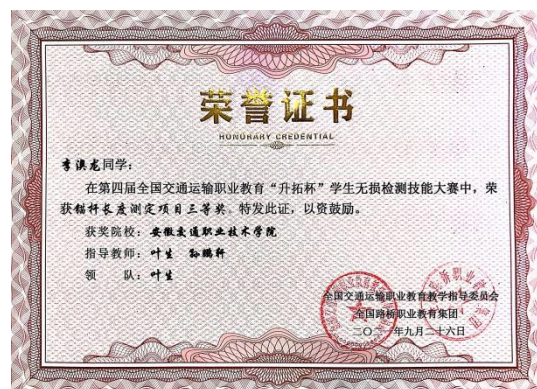 荣誉证书
HONORARY CREDENTIAL
李淏龙同学：
在第四届全国交通运输职业教育“升拓杯”学生无损检测技能大赛中，荣
获锚杆长度测定项目三等奖。特发此证，以资鼓励。
获奖院校：安徽交通职业技术学院
指导教师：叶生 孙鹏轩
领 队：叶生
全国交通运输职业教育教学指导委员会
全国路桥职业教育集团
年九月二十六日